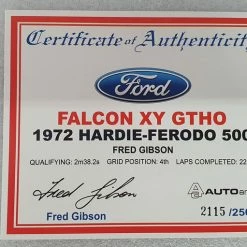 Certificate of Authenticity
Ford
FALCON XY GTHO
1972 HARDIE-FERODO 500
FRED GIBSON
QUALIFYING: 2m38.2s GRID POSITION: 4th LAPS COMPLETED: 22
Fred Gibson
AUTOar
Fred Gibson
2115 /250